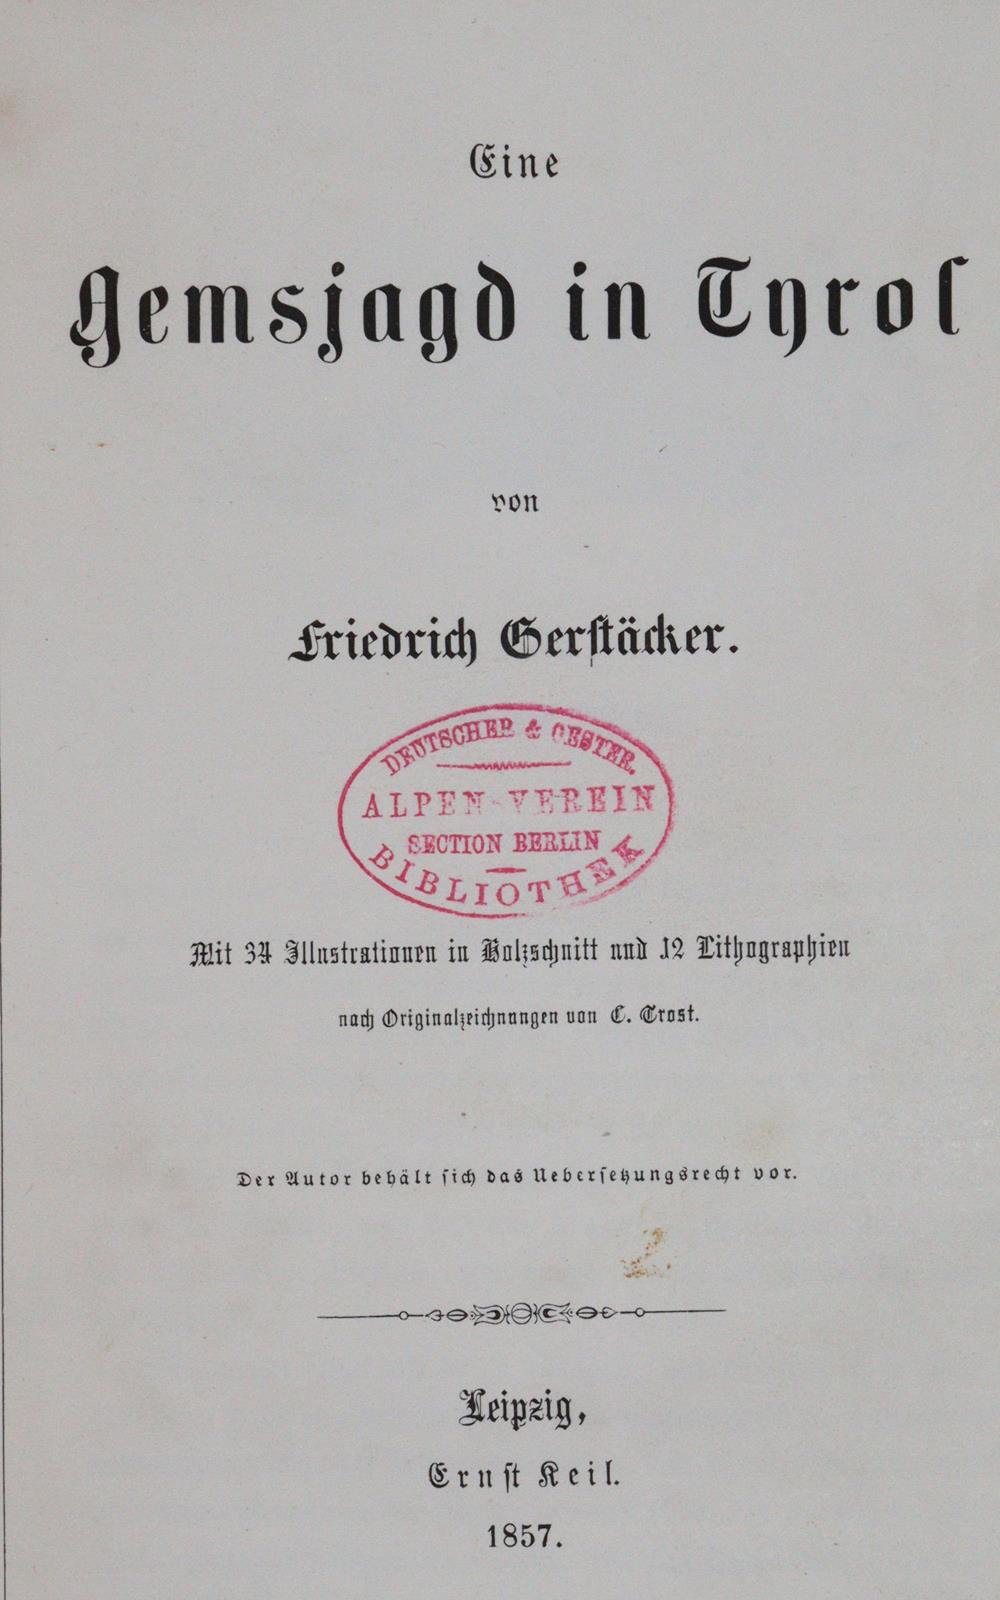 Eine
Gemsjagd in Tyrol
von
Friedrich Gerstäcker.
DEUTSCHER & OESTER.
ALPEN-VEREIN
SECTION BERLIN
BIBLIOTHEK
Mit 34 Illustrationen in Holzschnitt und 12 Lithographien
nach Originalzeichnungen von C. Trost.
Der Autor behält sich das Uebersetzungsrecht vor.
Leipzig,
Ernst Keil.
1857.